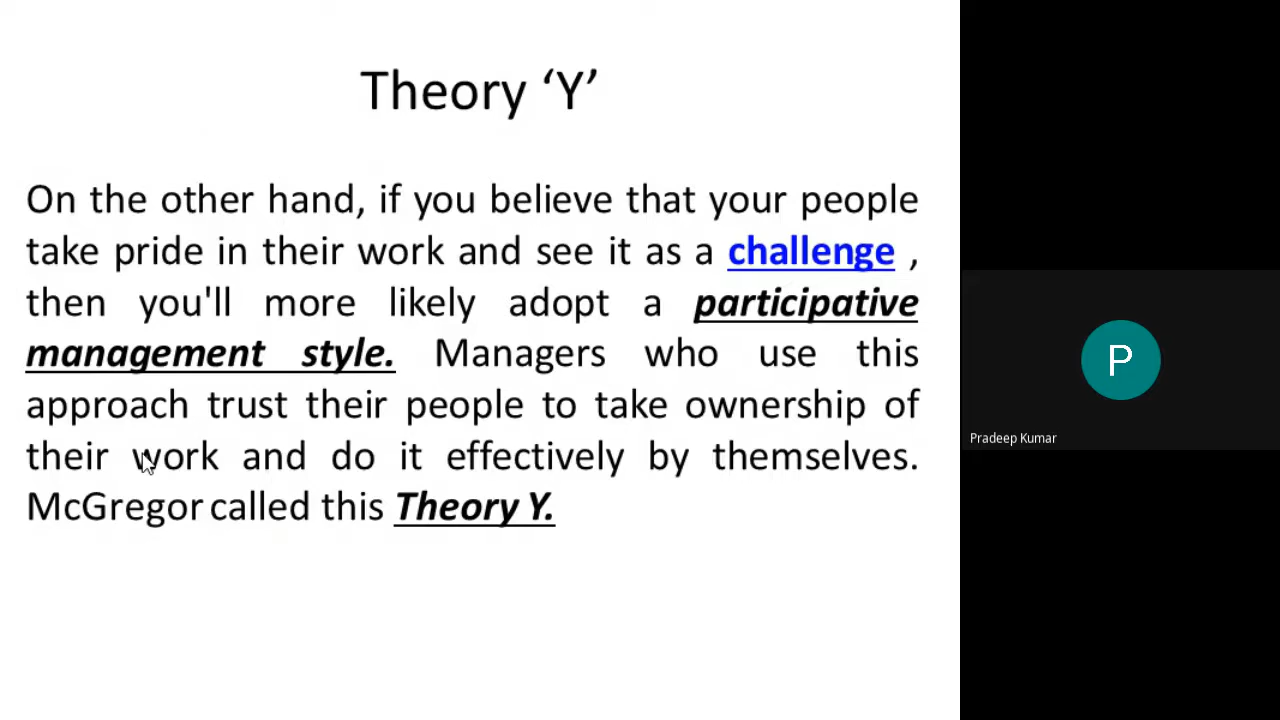 Theory ‘Y’
On the other hand, if you believe that your people
take pride in their work and see it as a challenge ,
then you'll more likely adopt a participative
management style. Managers who use this
approach trust their people to take ownership of
their work and do it effectively by themselves.
McGregor called this Theory Y.
P
Pradeep Kumar